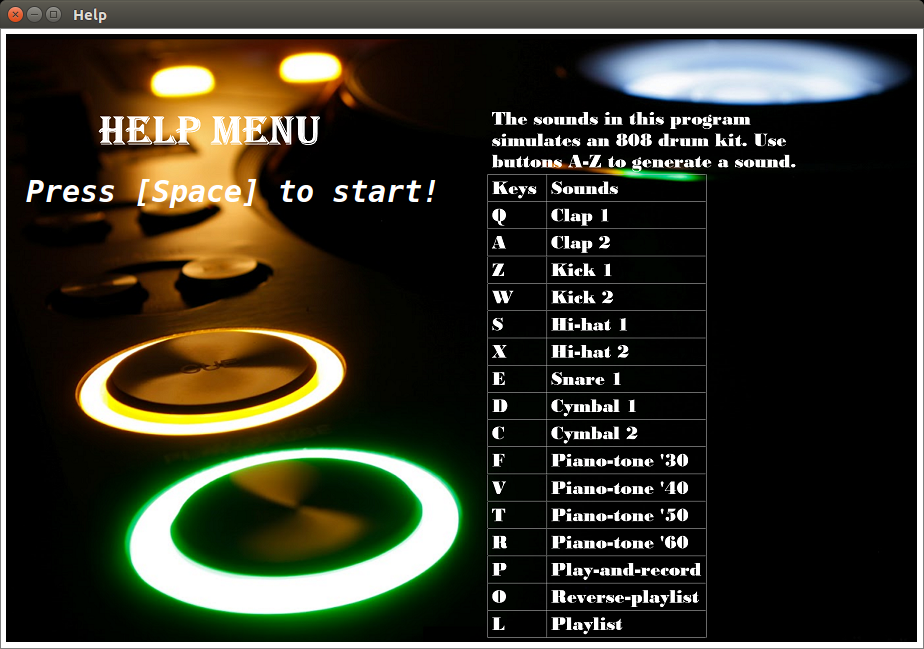 Help
HELP MENU
Press [Space] to start!
The sounds in this program
simulates an 808 drum kit. Use
buttons A-Z to generate a sound.
Keys Sounds
Q Clap 1
A Clap 2
Z Kick 1
W Kick 2
S Hi-hat 1
X Hi-hat 2
E Snare 1
D Cymbal 1
C Cymbal 2
F Piano-tone '30
V Piano-tone '40
T Piano-tone '50
R Piano-tone '60
P Play-and-record
O Reverse-playlist
L Playlist